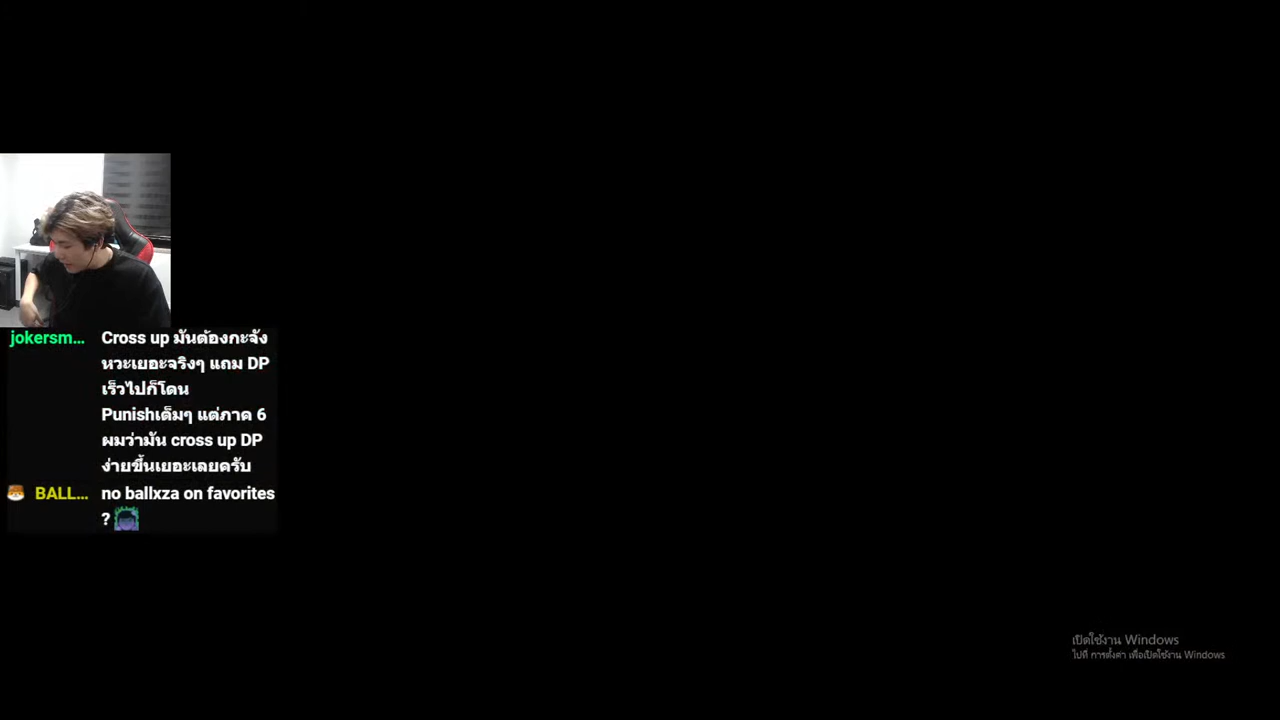 jokersm... Cross up มันต้องกะจัง
หวะเยอะจริงๆ แถม DP
เร็วไปก็โดน
Punishเต็มๆ แต่ภาค 6
ผมว่ามัน cross up DP
ง่ายขึ้นเยอะเลยครับ
BALL... no ballxza on favorites
?
เปิดใช้งาน Windows
ไปที่ การตั้งค่า เพื่อเปิดใช้งาน Windows